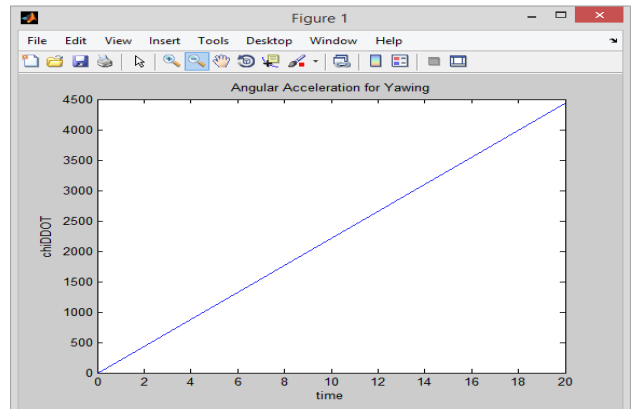 Figure 1
File Edit View Insert Tools Desktop Window Help
Angular Acceleration for Yawing
4500
4000
3500
3000
2500
2000
1500
1000
500
0
chiDDOT
0 2 4 6 8 10 12 14 16 18 20
time